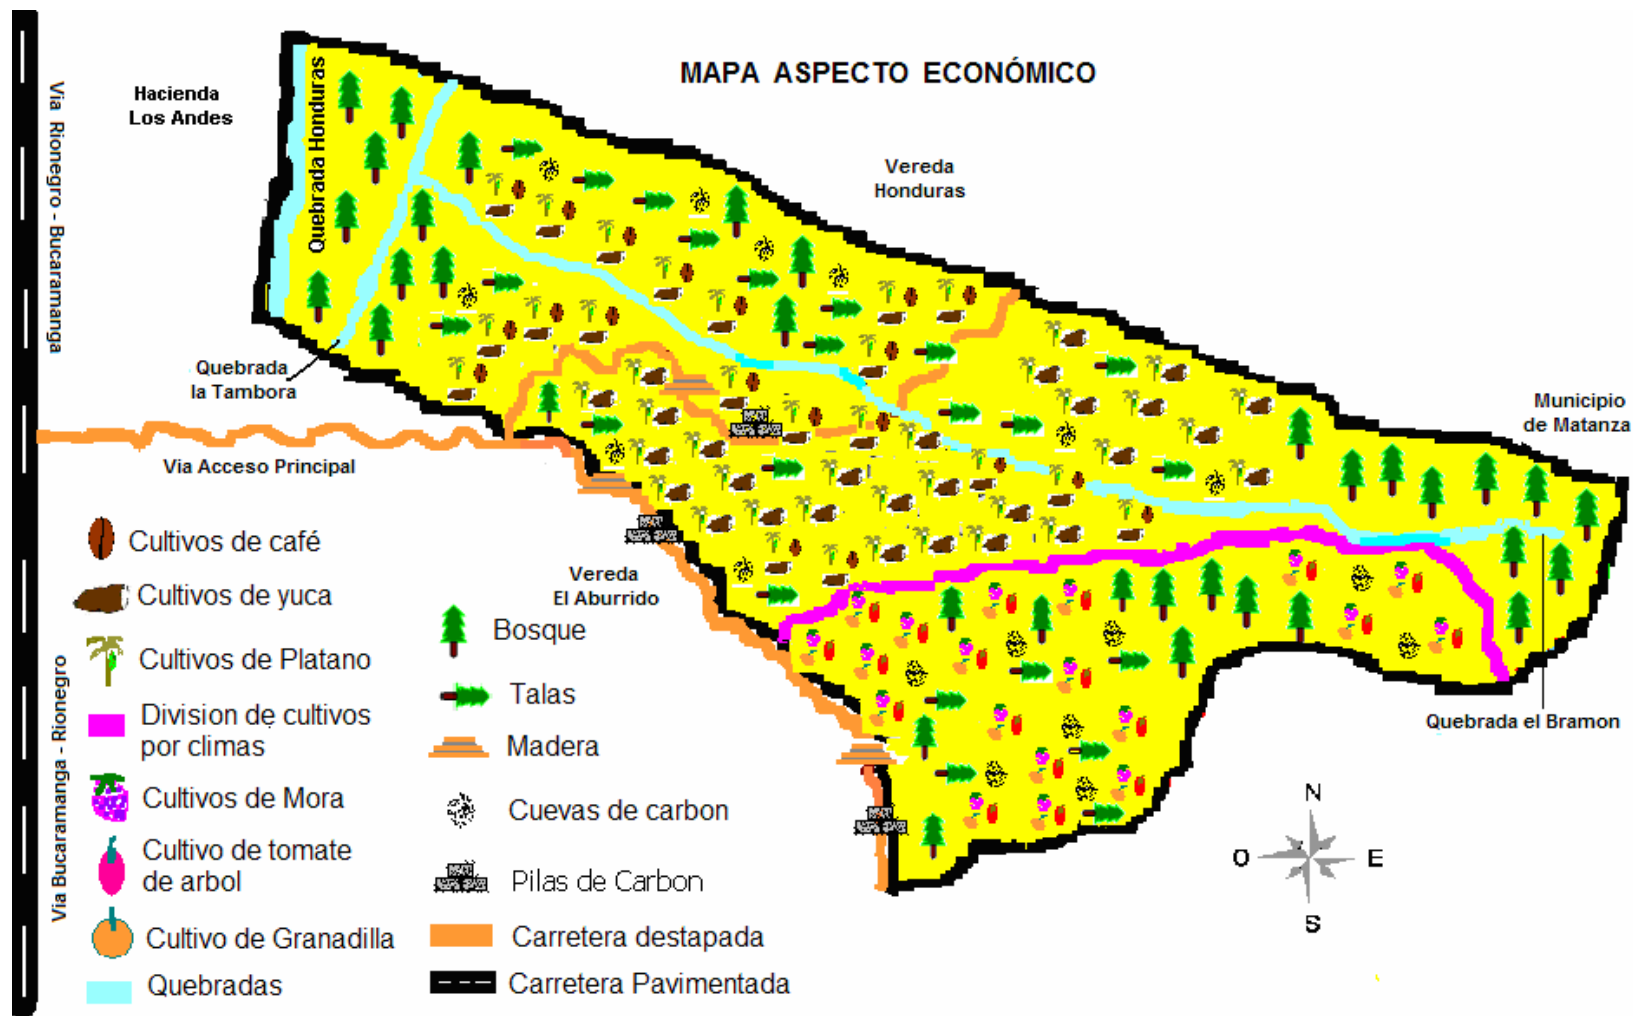 MAPA ASPECTO ECONÓMICO
Hacienda
Los Andes
Quebrada Honduras
Via Rionegro - Bucaramanga
Vereda
Honduras
Quebrada
la Tambora
Municipio
de Matanza
Via Acceso Principal
Vereda
El Aburrido
Quebrada el Bramon
Via Bucaramanga - Rionegro
Cultivos de café
Cultivos de yuca
Cultivos de Platano
Division de cultivos
por climas
Cultivos de Mora
Cultivo de tomate
de arbol
Cultivo de Granadilla
Quebradas
Bosque
Talas
Madera
Cuevas de carbon
Pilas de Carbon
Carretera destapada
Carretera Pavimentada
N
O
E
S